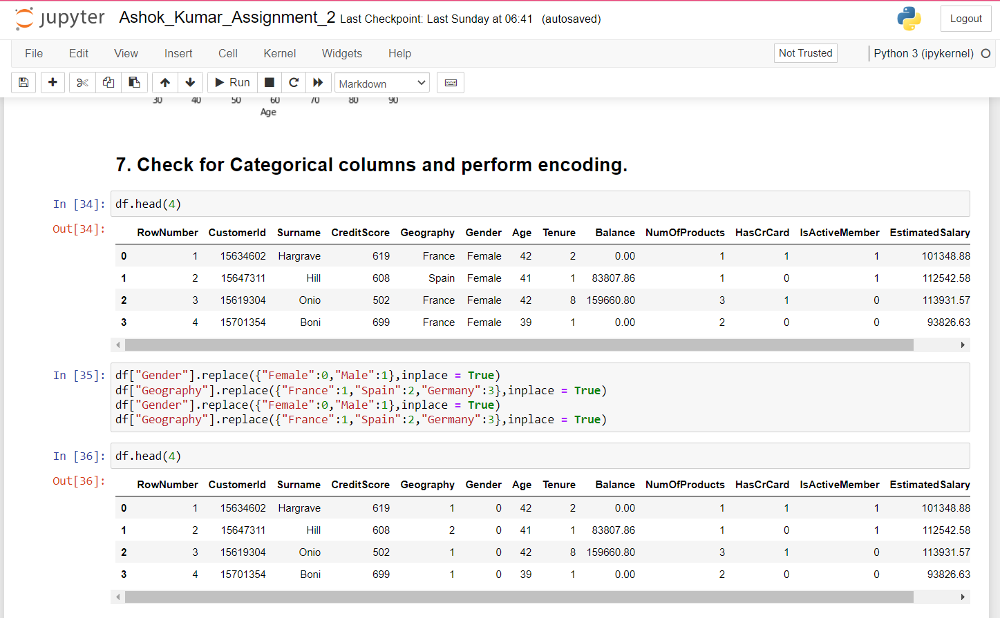 jupyter Ashok_Kumar_Assignment_2 Last Checkpoint: Last Sunday at 06:41 (autosaved) Logout
File Edit View Insert Cell Kernel Widgets Help Not Trusted Python 3 (ipykernel)
Run Markdown
30 40 50 60 70 80 90
Age
7. Check for Categorical columns and perform encoding.
In [34]: df.head(4)
Out[34]:
RowNumber CustomerId Surname CreditScore Geography Gender Age Tenure Balance NumOfProducts HasCrCard IsActiveMember EstimatedSalary
0 1 15634602 Hargrave 619 France Female 42 2 0.00 1 1 1 101348.88
1 2 15647311 Hill 608 Spain Female 41 1 83807.86 1 0 1 112542.58
2 3 15619304 Onio 502 France Female 42 8 159660.80 3 1 0 113931.57
3 4 15701354 Boni 699 France Female 39 1 0.00 2 0 0 93826.63
In [35]: df["Gender"].replace({"Female":0,"Male":1},inplace = True)
df["Geography"].replace({"France":1,"Spain":2,"Germany":3},inplace = True)
df["Gender"].replace({"Female":0,"Male":1},inplace = True)
df["Geography"].replace({"France":1,"Spain":2,"Germany":3},inplace = True)
In [36]: df.head(4)
Out[36]:
RowNumber CustomerId Surname CreditScore Geography Gender Age Tenure Balance NumOfProducts HasCrCard IsActiveMember EstimatedSalary
0 1 15634602 Hargrave 619 1 0 42 2 0.00 1 1 1 101348.88
1 2 15647311 Hill 608 2 0 41 1 83807.86 1 0 1 112542.58
2 3 15619304 Onio 502 1 0 42 8 159660.80 3 1 0 113931.57
3 4 15701354 Boni 699 1 0 39 1 0.00 2 0 0 93826.63